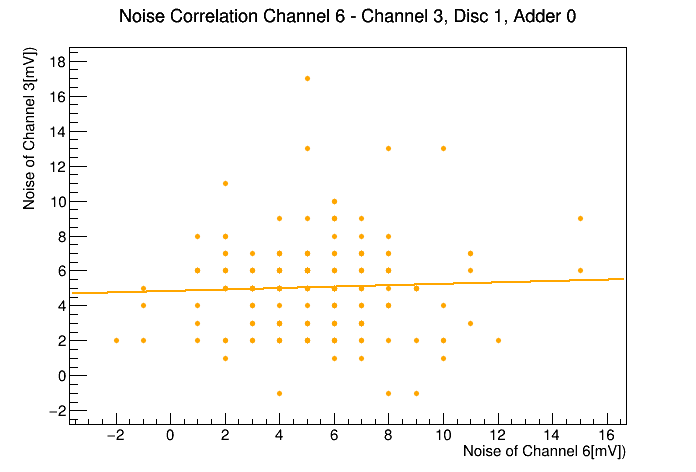 Noise Correlation Channel 6 - Channel 3, Disc 1, Adder 0
Noise of Channel 3[mV])
18
16
14
12
10
8
6
4
2
0
−2
−2 0 2 4 6 8 10 12 14 16
Noise of Channel 6[mV])